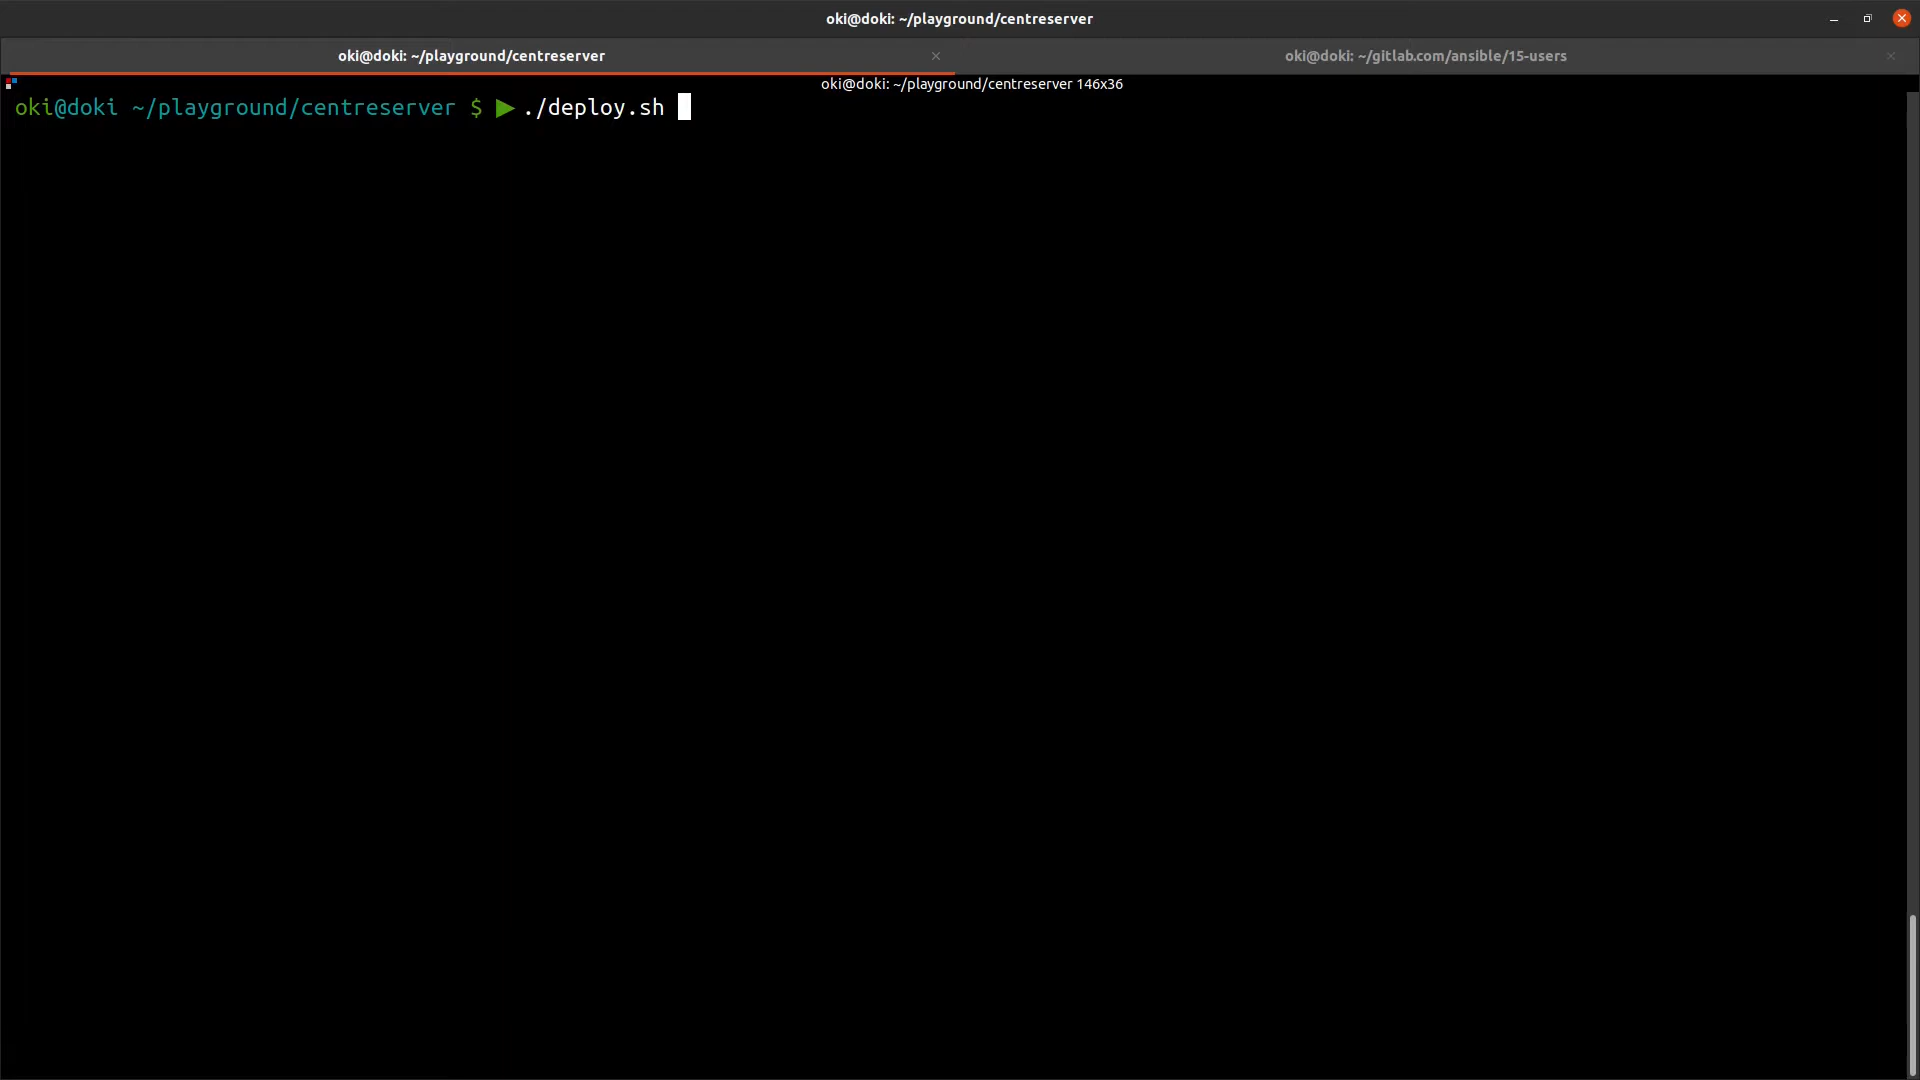 oki@doki: ~/playground/centreserver
oki@doki: ~/playground/centreserver × oki@doki: ~/gitlab.com/ansible/15-users ×
oki@doki: ~/playground/centreserver 146x36
oki@doki ~/playground/centreserver $ ▶ ./deploy.sh